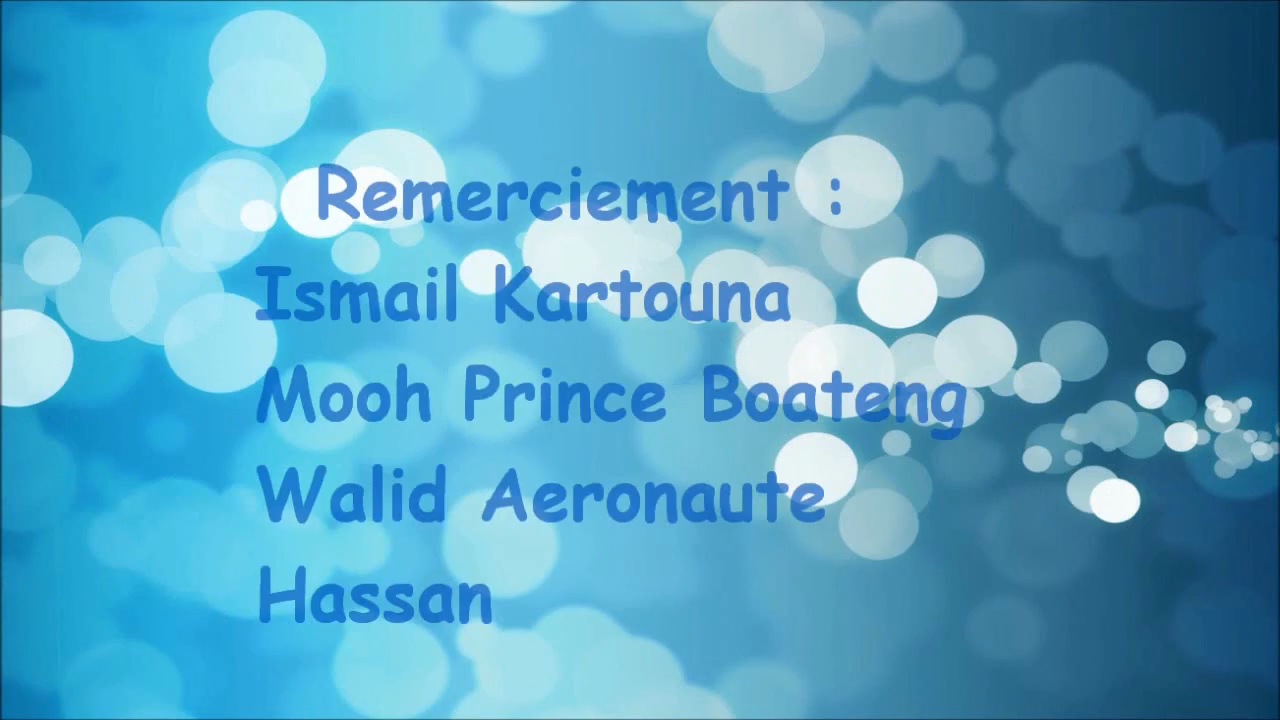 Remerciement :
Ismail Kartouna
Mooh Prince Boateng
Walid Aeronaute
Hassan